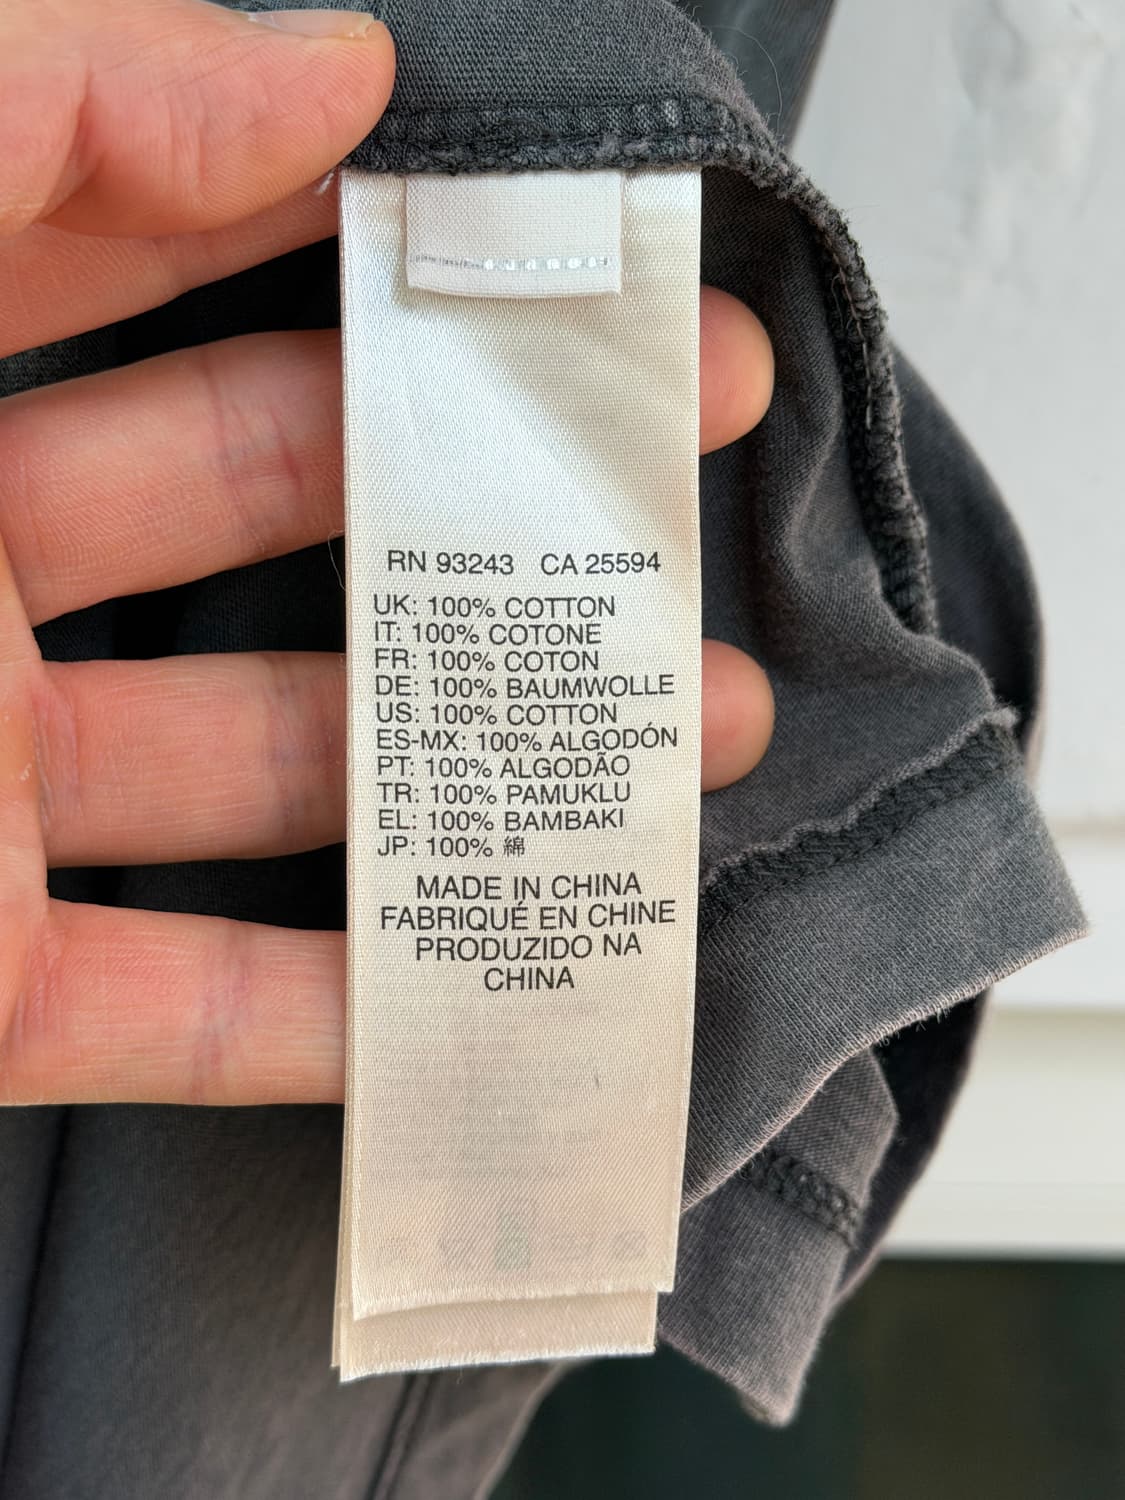 RN 93243 CA 25594
UK: 100% COTTON
IT: 100% COTONE
FR: 100% COTON
DE: 100% BAUMWOLLE
US: 100% COTTON
ES-MX: 100% ALGODÓN
PT: 100% ALGODÃO
TR: 100% PAMUKLU
EL: 100% BAMBAKI
JP: 100% 綿
MADE IN CHINA
FABRIQUÉ EN CHINE
PRODUZIDO NA
CHINA